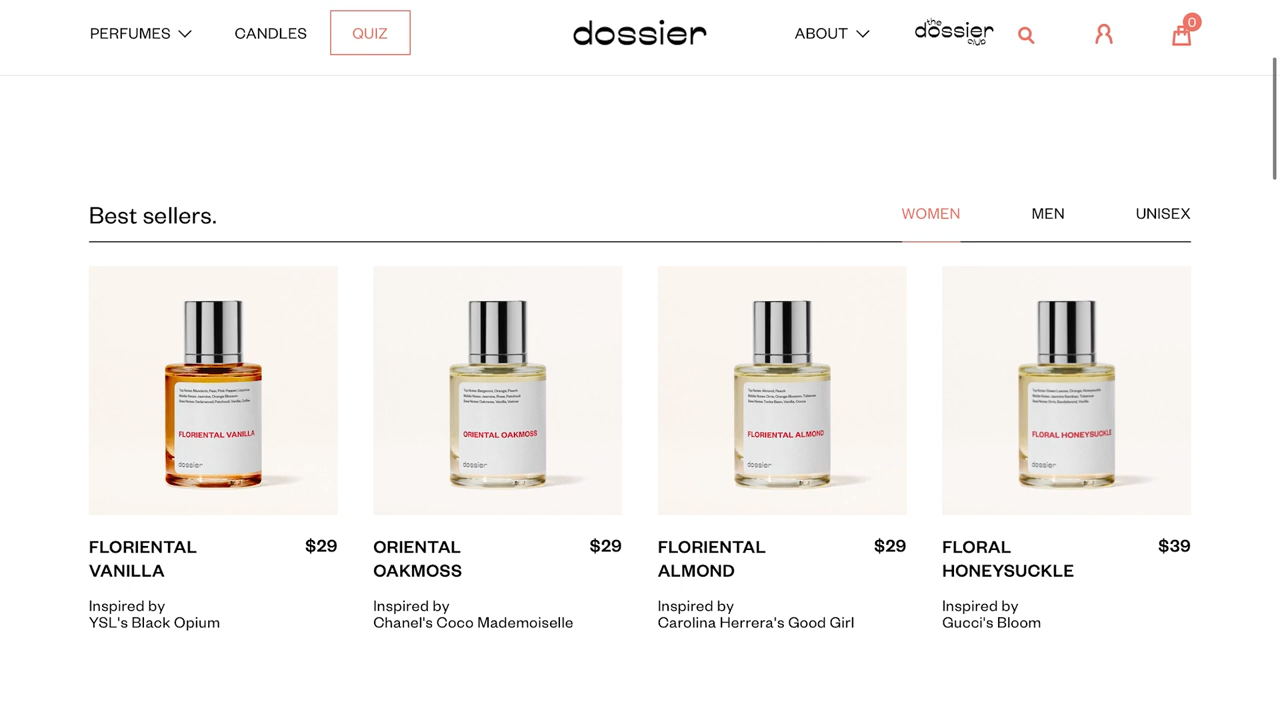 PERFUMES
CANDLES
QUIZ
dossier
ABOUT
the
dossier
club
0
Best sellers.
WOMEN
MEN
UNISEX
FLORIENTAL VANILLA
dossier
ORIENTAL OAKMOSS
dossier
FLORIENTAL ALMOND
dossier
FLORAL HONEYSUCKLE
dossier
FLORIENTAL
VANILLA
$29
ORIENTAL
OAKMOSS
$29
FLORIENTAL
ALMOND
$29
FLORAL
HONEYSUCKLE
$39
Inspired by
YSL's Black Opium
Inspired by
Chanel's Coco Mademoiselle
Inspired by
Carolina Herrera's Good Girl
Inspired by
Gucci's Bloom